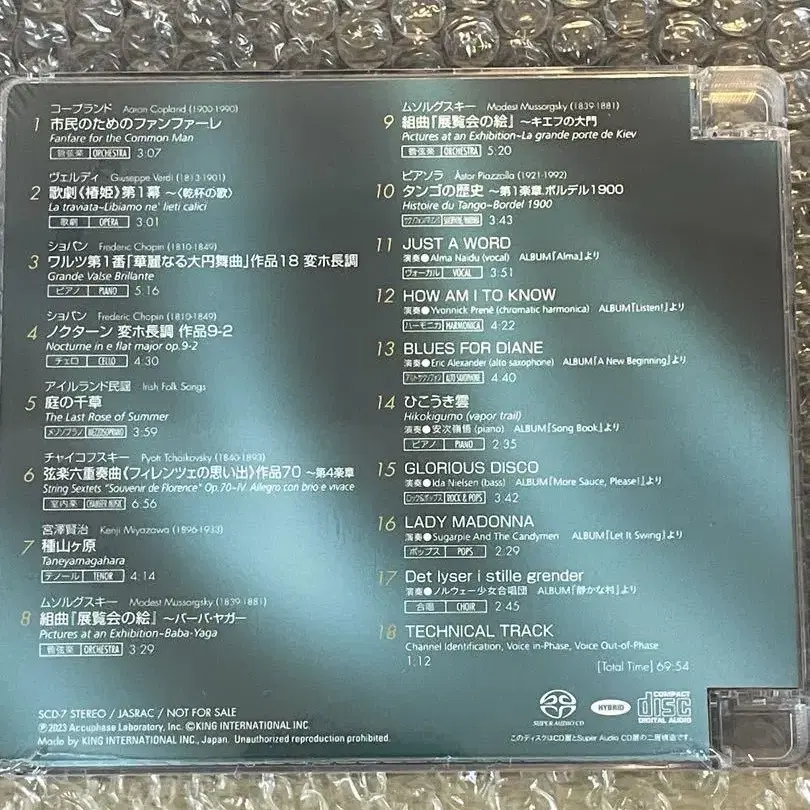 コープランド Aaron Copland (1900-1990)
1 市民のためのファンファーレ
Fanfare for the Common Man
管弦楽 ORCHESTRA 3:07
ヴェルディ Giuseppe Verdi (1813-1901)
2 歌劇《椿姫》第1幕 〜〈乾杯の歌〉
La traviata~Libiamo ne' lieti calici
歌劇 OPERA 3:01
ショパン Frederic Chopin (1810-1849)
3 ワルツ第1番「華麗なる大円舞曲」作品18 変ホ長調
Grande Valse Brillante
ピアノ PIANO 5:16
ショパン Frederic Chopin (1810-1849)
4 ノクターン 変ホ長調 作品9-2
Nocturne in e flat major op.9-2
チェロ CELLO 4:30
アイルランド民謡 Irish Folk Songs
5 庭の千草
The Last Rose of Summer
メゾソプラノ MEZZOSOPRANO 3:59
チャイコフスキー Pyotr Tchaikovsky (1840-1893)
6 弦楽六重奏曲《フィレンツェの思い出》作品70 〜第4楽章
String Sextets "Souvenir de Florence" Op.70~IV. Allegro con brio e vivace
室内楽 CHAMBER MUSIC 6:56
宮澤賢治 Kenji Miyazawa (1896-1933)
7 種山ヶ原
Taneyamagahara
テノール TENOR 4:14
ムソルグスキー Modest Mussorgsky (1839-1881)
8 組曲『展覧会の絵』 〜バーバ・ヤガー
Pictures at an Exhibition~Baba-Yaga
管弦楽 ORCHESTRA 3:29
ムソルグスキー Modest Mussorgsky (1839-1881)
9 組曲『展覧会の絵』 〜キエフの大門
Pictures at an Exhibition~La grande porte de Kiev
管弦楽 ORCHESTRA 5:20
ピアソラ Ástor Piazzolla (1921-1992)
10 タンゴの歴史 〜第1楽章、ボルデル1900
Histoire du Tango~Bordel 1900
3:43
11 JUST A WORD
演奏●Alma Naidu (vocal) ALBUM「Alma」より
ヴォーカル VOCAL 3:51
12 HOW AM I TO KNOW
演奏●Yvonnick Prené (chromatic harmonica) ALBUM「Listen!」より
ハーモニカ HARMONICA 4:22
13 BLUES FOR DIANE
演奏●Eric Alexander (alto saxophone) ALBUM「A New Beginning」より
アルトサクソフォン ALTO SAXOPHONE 4:40
14 ひこうき雲
Hikokigumo (vapor trail)
演奏●安次嶺悟 (piano) ALBUM「Song Book」より
ピアノ PIANO 2:35
15 GLORIOUS DISCO
演奏●Ida Nielsen (bass) ALBUM「More Sauce, Please!」より
ロック&ポップス ROCK & POPS 3:42
16 LADY MADONNA
演奏●Sugarpie And The Candymen ALBUM「Let It Swing」より
ポップス POPS 2:29
17 Det lyser i stille grender
演奏●ノルウェー少女合唱団 ALBUM「静かな村」より
合唱 CHOIR 2:45
18 TECHNICAL TRACK
Channel Identification, Voice in-Phase, Voice Out-of-Phase
1:12
[Total Time] 69:54
SCD-7 STEREO / JASRAC / NOT FOR SALE
℗2023 Accuphase Laboratory, Inc. ©KING INTERNATIONAL INC.
Made by KING INTERNATIONAL INC., Japan. Unauthorized reproduction prohibited.
SUPER AUDIO CD
HYBRID
COMPACT disc DIGITAL AUDIO
このディスクはCD層とSuper Audio CD層の二層構造です。